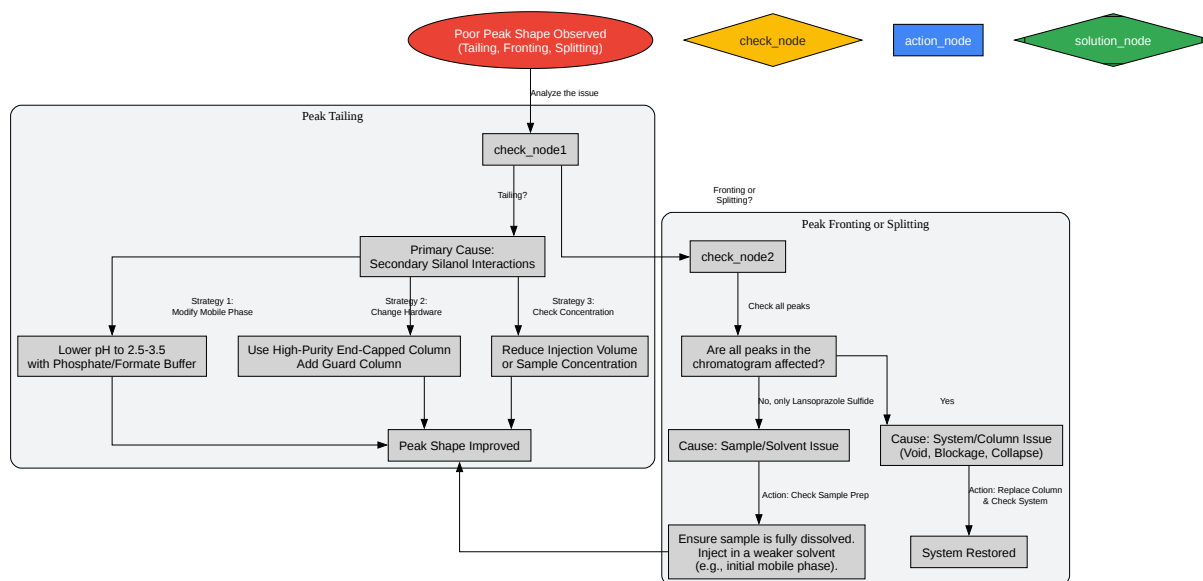 Poor Peak Shape Observed
(Tailing, Fronting, Splitting)
check_node
action_node
solution_node
Analyze the issue
Peak Tailing
check_node1
Tailing?
Fronting or
Splitting?
Peak Fronting or Splitting
Primary Cause:
Secondary Silanol Interactions
check_node2
Strategy 1:
Modify Mobile Phase
Strategy 2:
Change Hardware
Strategy 3:
Check Concentration
Check all peaks
Lower pH to 2.5-3.5
with Phosphate/Formate Buffer
Use High-Purity End-Capped Column
Add Guard Column
Reduce Injection Volume
or Sample Concentration
Are all peaks in the
chromatogram affected?
No, only Lansoprazole Sulfide
Yes
Peak Shape Improved
Cause: Sample/Solvent Issue
Cause: System/Column Issue
(Void, Blockage, Collapse)
Action: Check Sample Prep
Action: Replace Column
& Check System
Ensure sample is fully dissolved.
Inject in a weaker solvent
(e.g., initial mobile phase).
System Restored